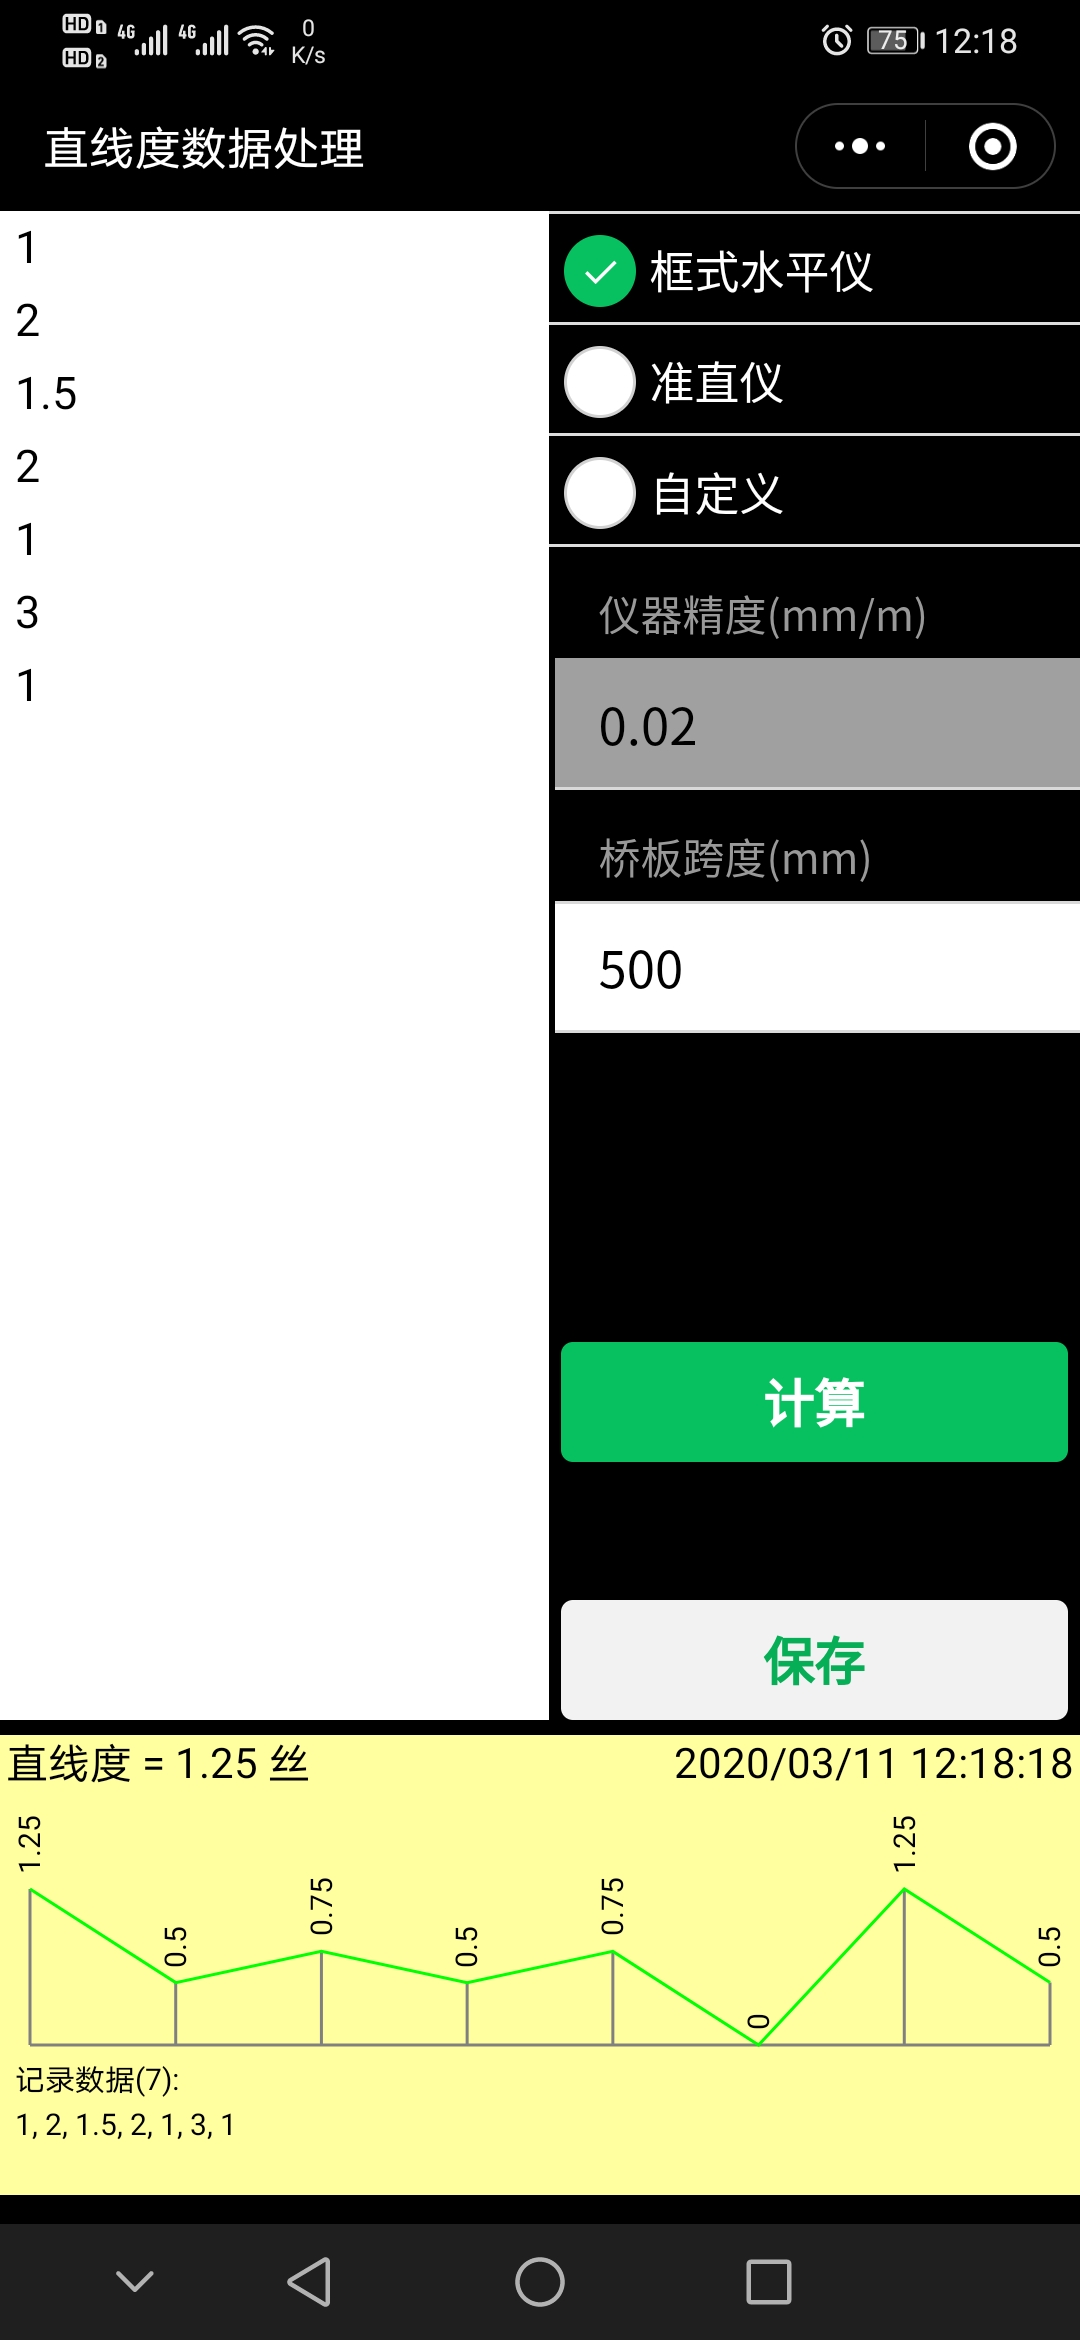 HD 1 4G 4G 0 K/s 75 12:18
HD 2
直线度数据处理
1
2
1.5
2
1
3
1
框式水平仪
准直仪
自定义
仪器精度(mm/m)
0.02
桥板跨度(mm)
500
计算
保存
直线度 = 1.25 丝 2020/03/11 12:18:18
1.25 0.5 0.75 0.5 0.75 0 1.25 0.5
记录数据(7):
1, 2, 1.5, 2, 1, 3, 1